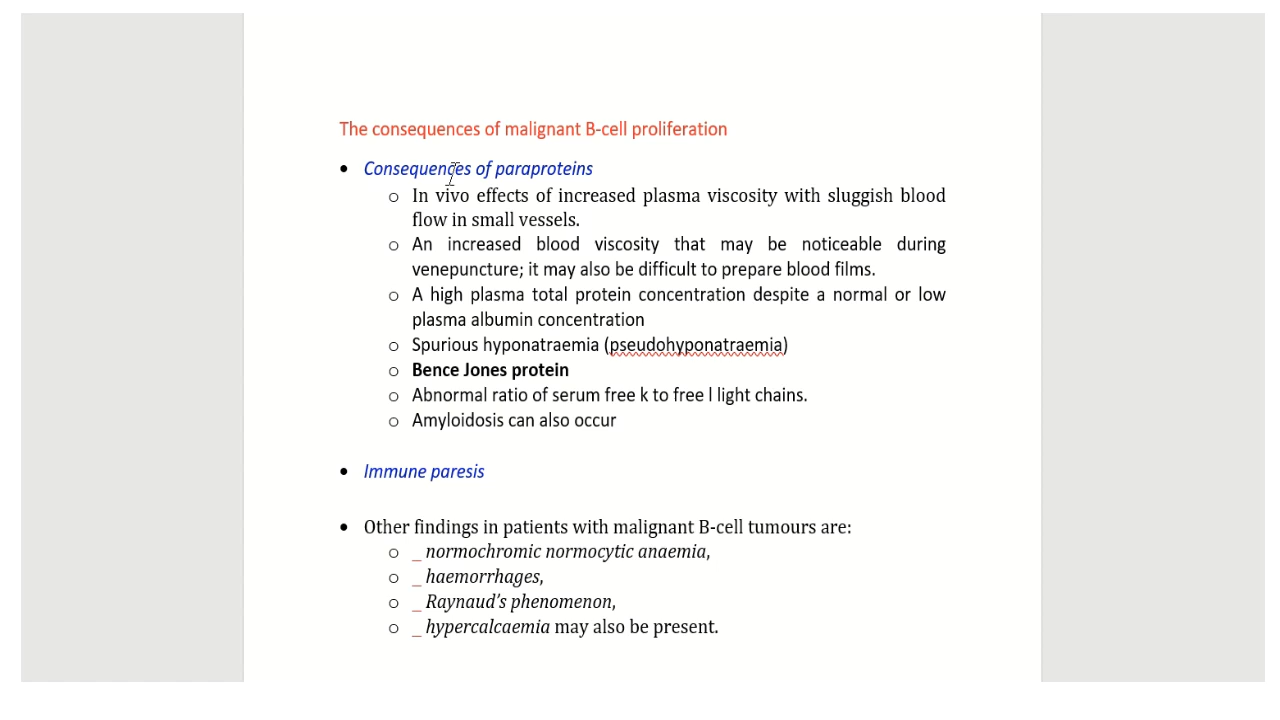 The consequences of malignant B-cell proliferation
• Consequences of paraproteins
o In vivo effects of increased plasma viscosity with sluggish blood
flow in small vessels.
o An increased blood viscosity that may be noticeable during
venepuncture; it may also be difficult to prepare blood films.
o A high plasma total protein concentration despite a normal or low
plasma albumin concentration
o Spurious hyponatraemia (pseudohyponatraemia)
o Bence Jones protein
o Abnormal ratio of serum free k to free l light chains.
o Amyloidosis can also occur
• Immune paresis
• Other findings in patients with malignant B-cell tumours are:
o _ normochromic normocytic anaemia,
o _ haemorrhages,
o _ Raynaud’s phenomenon,
o _ hypercalcaemia may also be present.